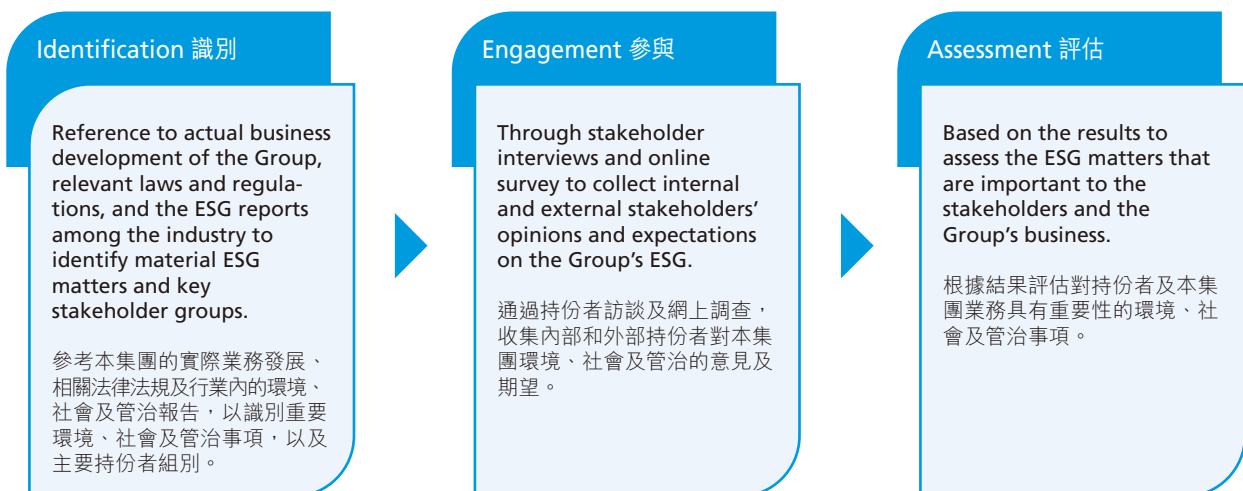 Identification 識別
Reference to actual business
development of the Group,
relevant laws and regula-
tions, and the ESG reports
among the industry to
identify material ESG
matters and key
stakeholder groups.
參考本集團的實際業務發展、
相關法律法規及行業內的環境、
社會及管治報告，以識別重要
環境、社會及管治事項，以及
主要持份者組別。
Engagement 參與
Through stakeholder
interviews and online
survey to collect internal
and external stakeholders’
opinions and expectations
on the Group’s ESG.
通過持份者訪談及網上調查，
收集內部和外部持份者對本集
團環境、社會及管治的意見及
期望。
Assessment 評估
Based on the results to
assess the ESG matters that
are important to the
stakeholders and the
Group’s business.
根據結果評估對持份者及本集
團業務具有重要性的環境、社
會及管治事項。